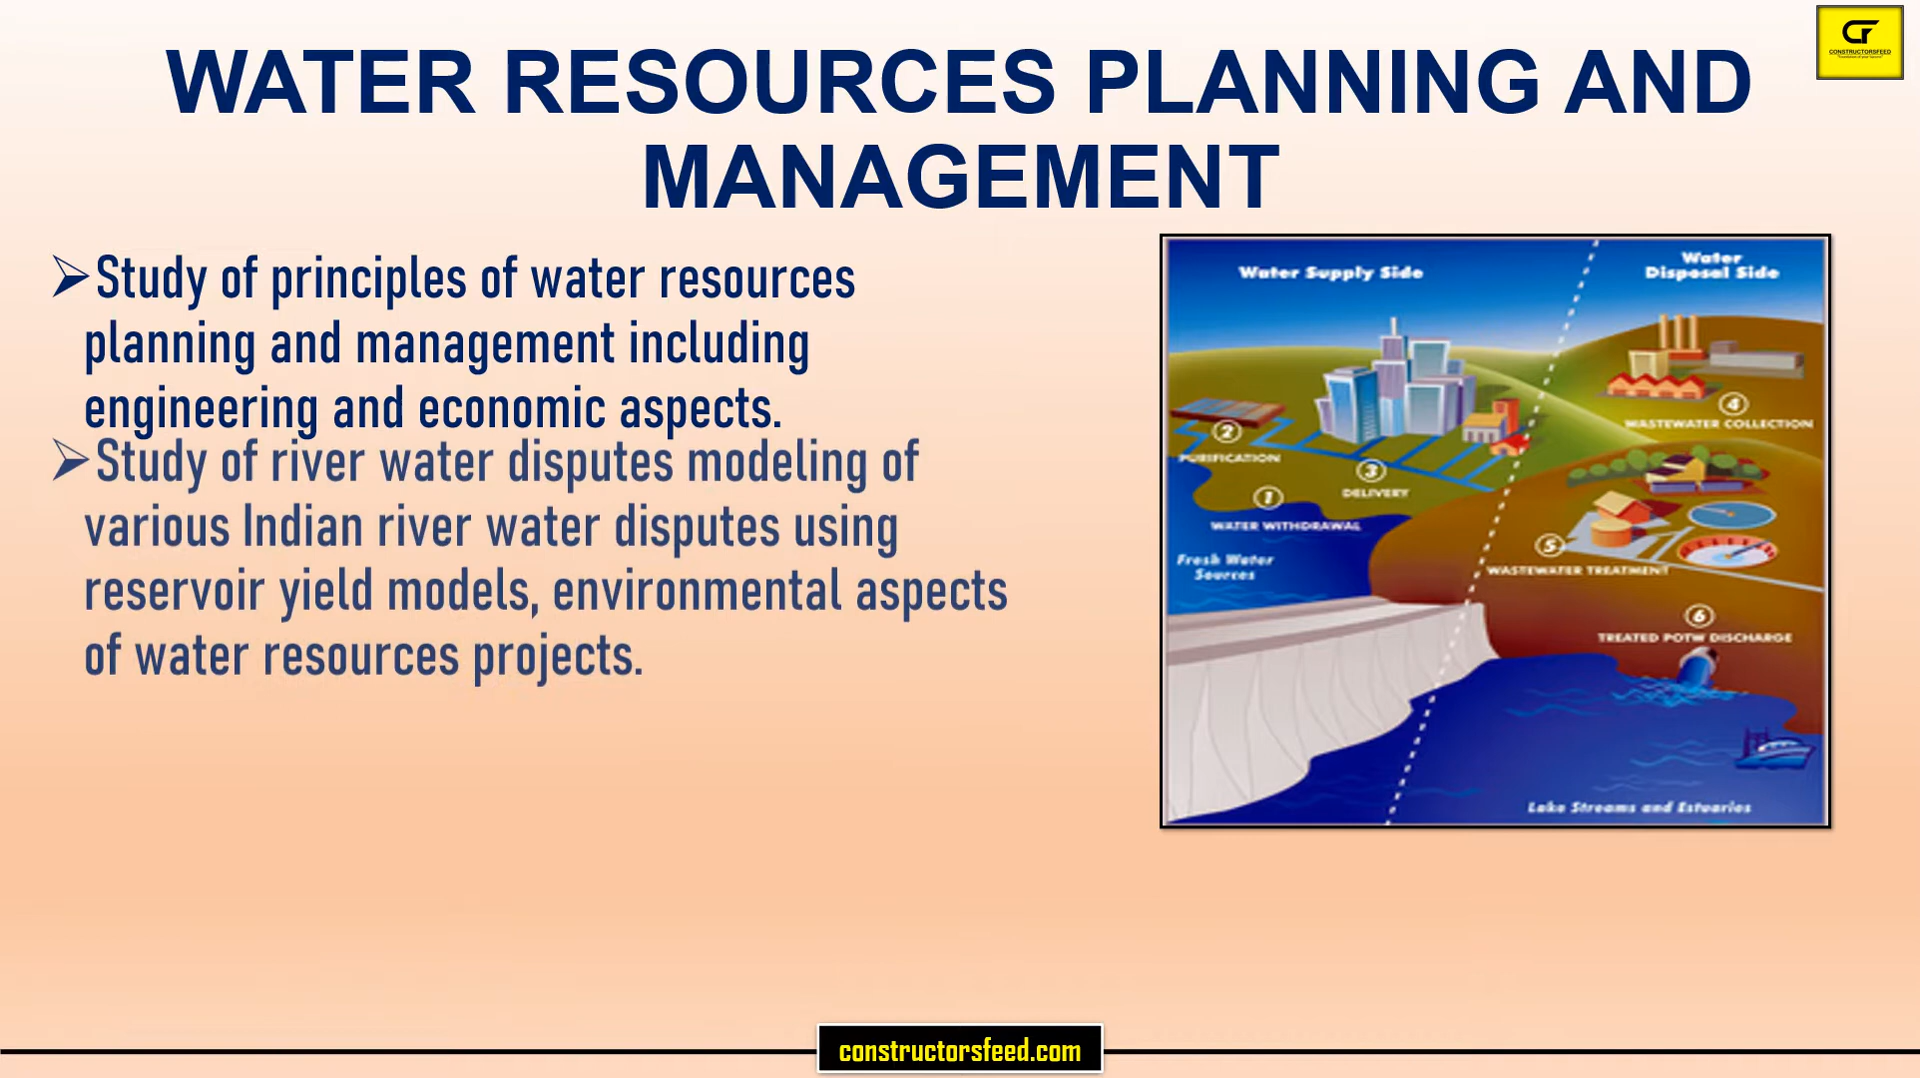 WATER RESOURCES PLANNING AND
MANAGEMENT
CONSTRUCTORSFEED
➢Study of principles of water resources
planning and management including
engineering and economic aspects.
➢Study of river water disputes modeling of
various Indian river water disputes using
reservoir yield models, environmental aspects
of water resources projects.
Water Supply Side
Water
Disposal Side
4
WASTEWATER COLLECTION
2
PURIFICATION
3
DELIVERY
1
WATER WITHDRAWAL
Fresh Water
Sources
5
WASTEWATER TREATMENT
6
TREATED POTW DISCHARGE
Lake Streams and Estuaries
constructorsfeed.com